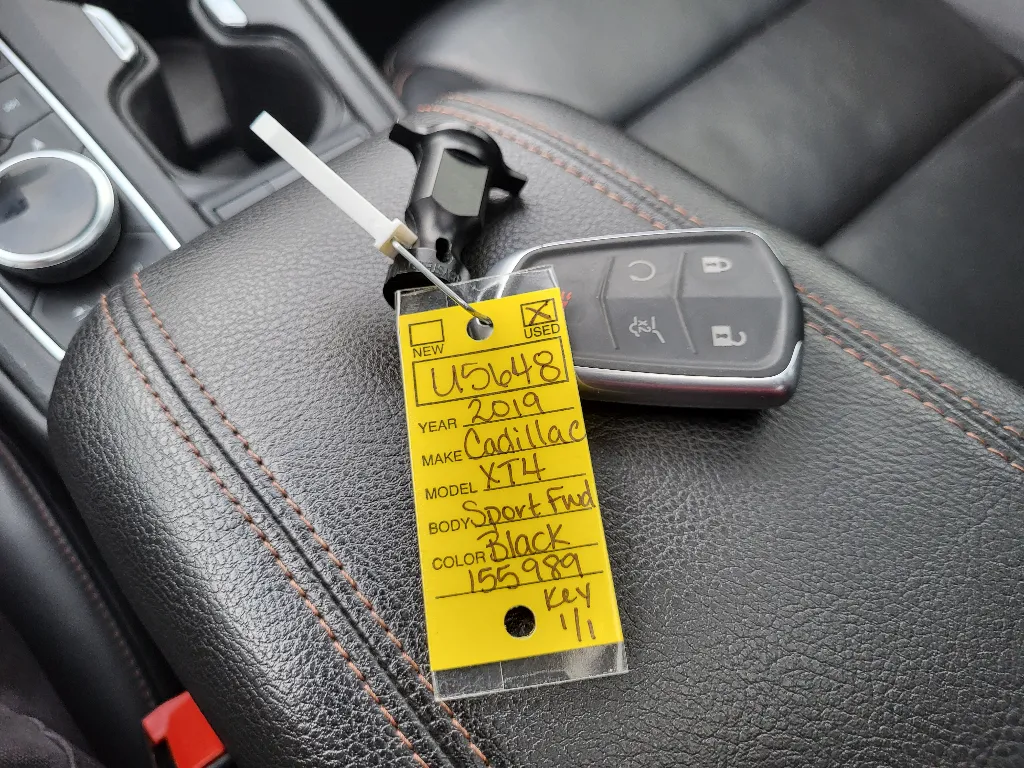 NEW USED
U5648
YEAR 2019
MAKE Cadillac
MODEL XT4
BODY Sport Fwd
COLOR Black
155989
Key
1/1